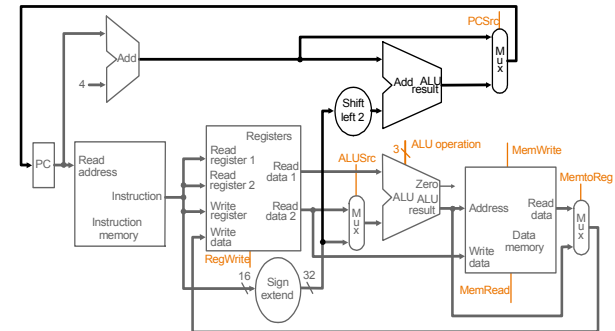 PCSrc
M
u
x
Add
4
Add ALU
result
Shift
left 2
PC
Read
address
Instruction
Instruction
memory
Registers
Read
register 1
Read
register 2
Write
register
Write
data
Read
data 1
Read
data 2
RegWrite
16
Sign
extend
32
ALUSrc
M
u
x
3
ALU operation
Zero
ALU ALU
result
MemWrite
Address
Read
data
Write
data
Data
memory
MemRead
MemtoReg
M
u
x